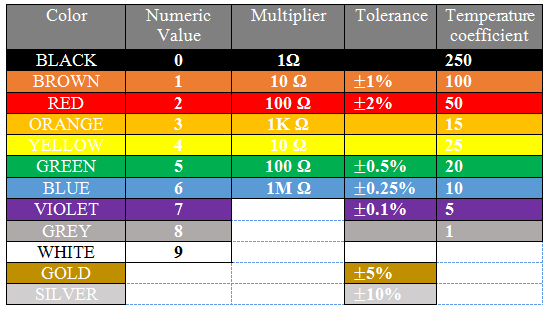 Color Numeric Value Multiplier Tolerance Temperature coefficient
BLACK 0 1Ω 250
BROWN 1 10 Ω ±1% 100
RED 2 100 Ω ±2% 50
ORANGE 3 1K Ω 15
YELLOW 4 10 Ω 25
GREEN 5 100 Ω ±0.5% 20
BLUE 6 1M Ω ±0.25% 10
VIOLET 7 ±0.1% 5
GREY 8 1
WHITE 9
GOLD ±5%
SILVER ±10%